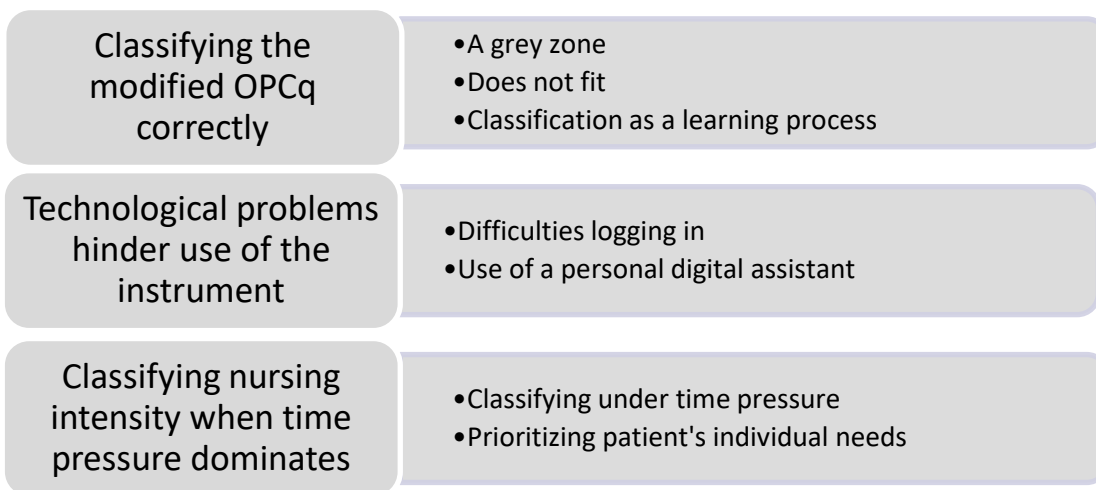 Classifying the
modified OPCq
correctly
•A grey zone
•Does not fit
•Classification as a learning process
Technological problems
hinder use of the
instrument
•Difficulties logging in
•Use of a personal digital assistant
Classifying nursing
intensity when time
pressure dominates
•Classifying under time pressure
•Prioritizing patient's individual needs